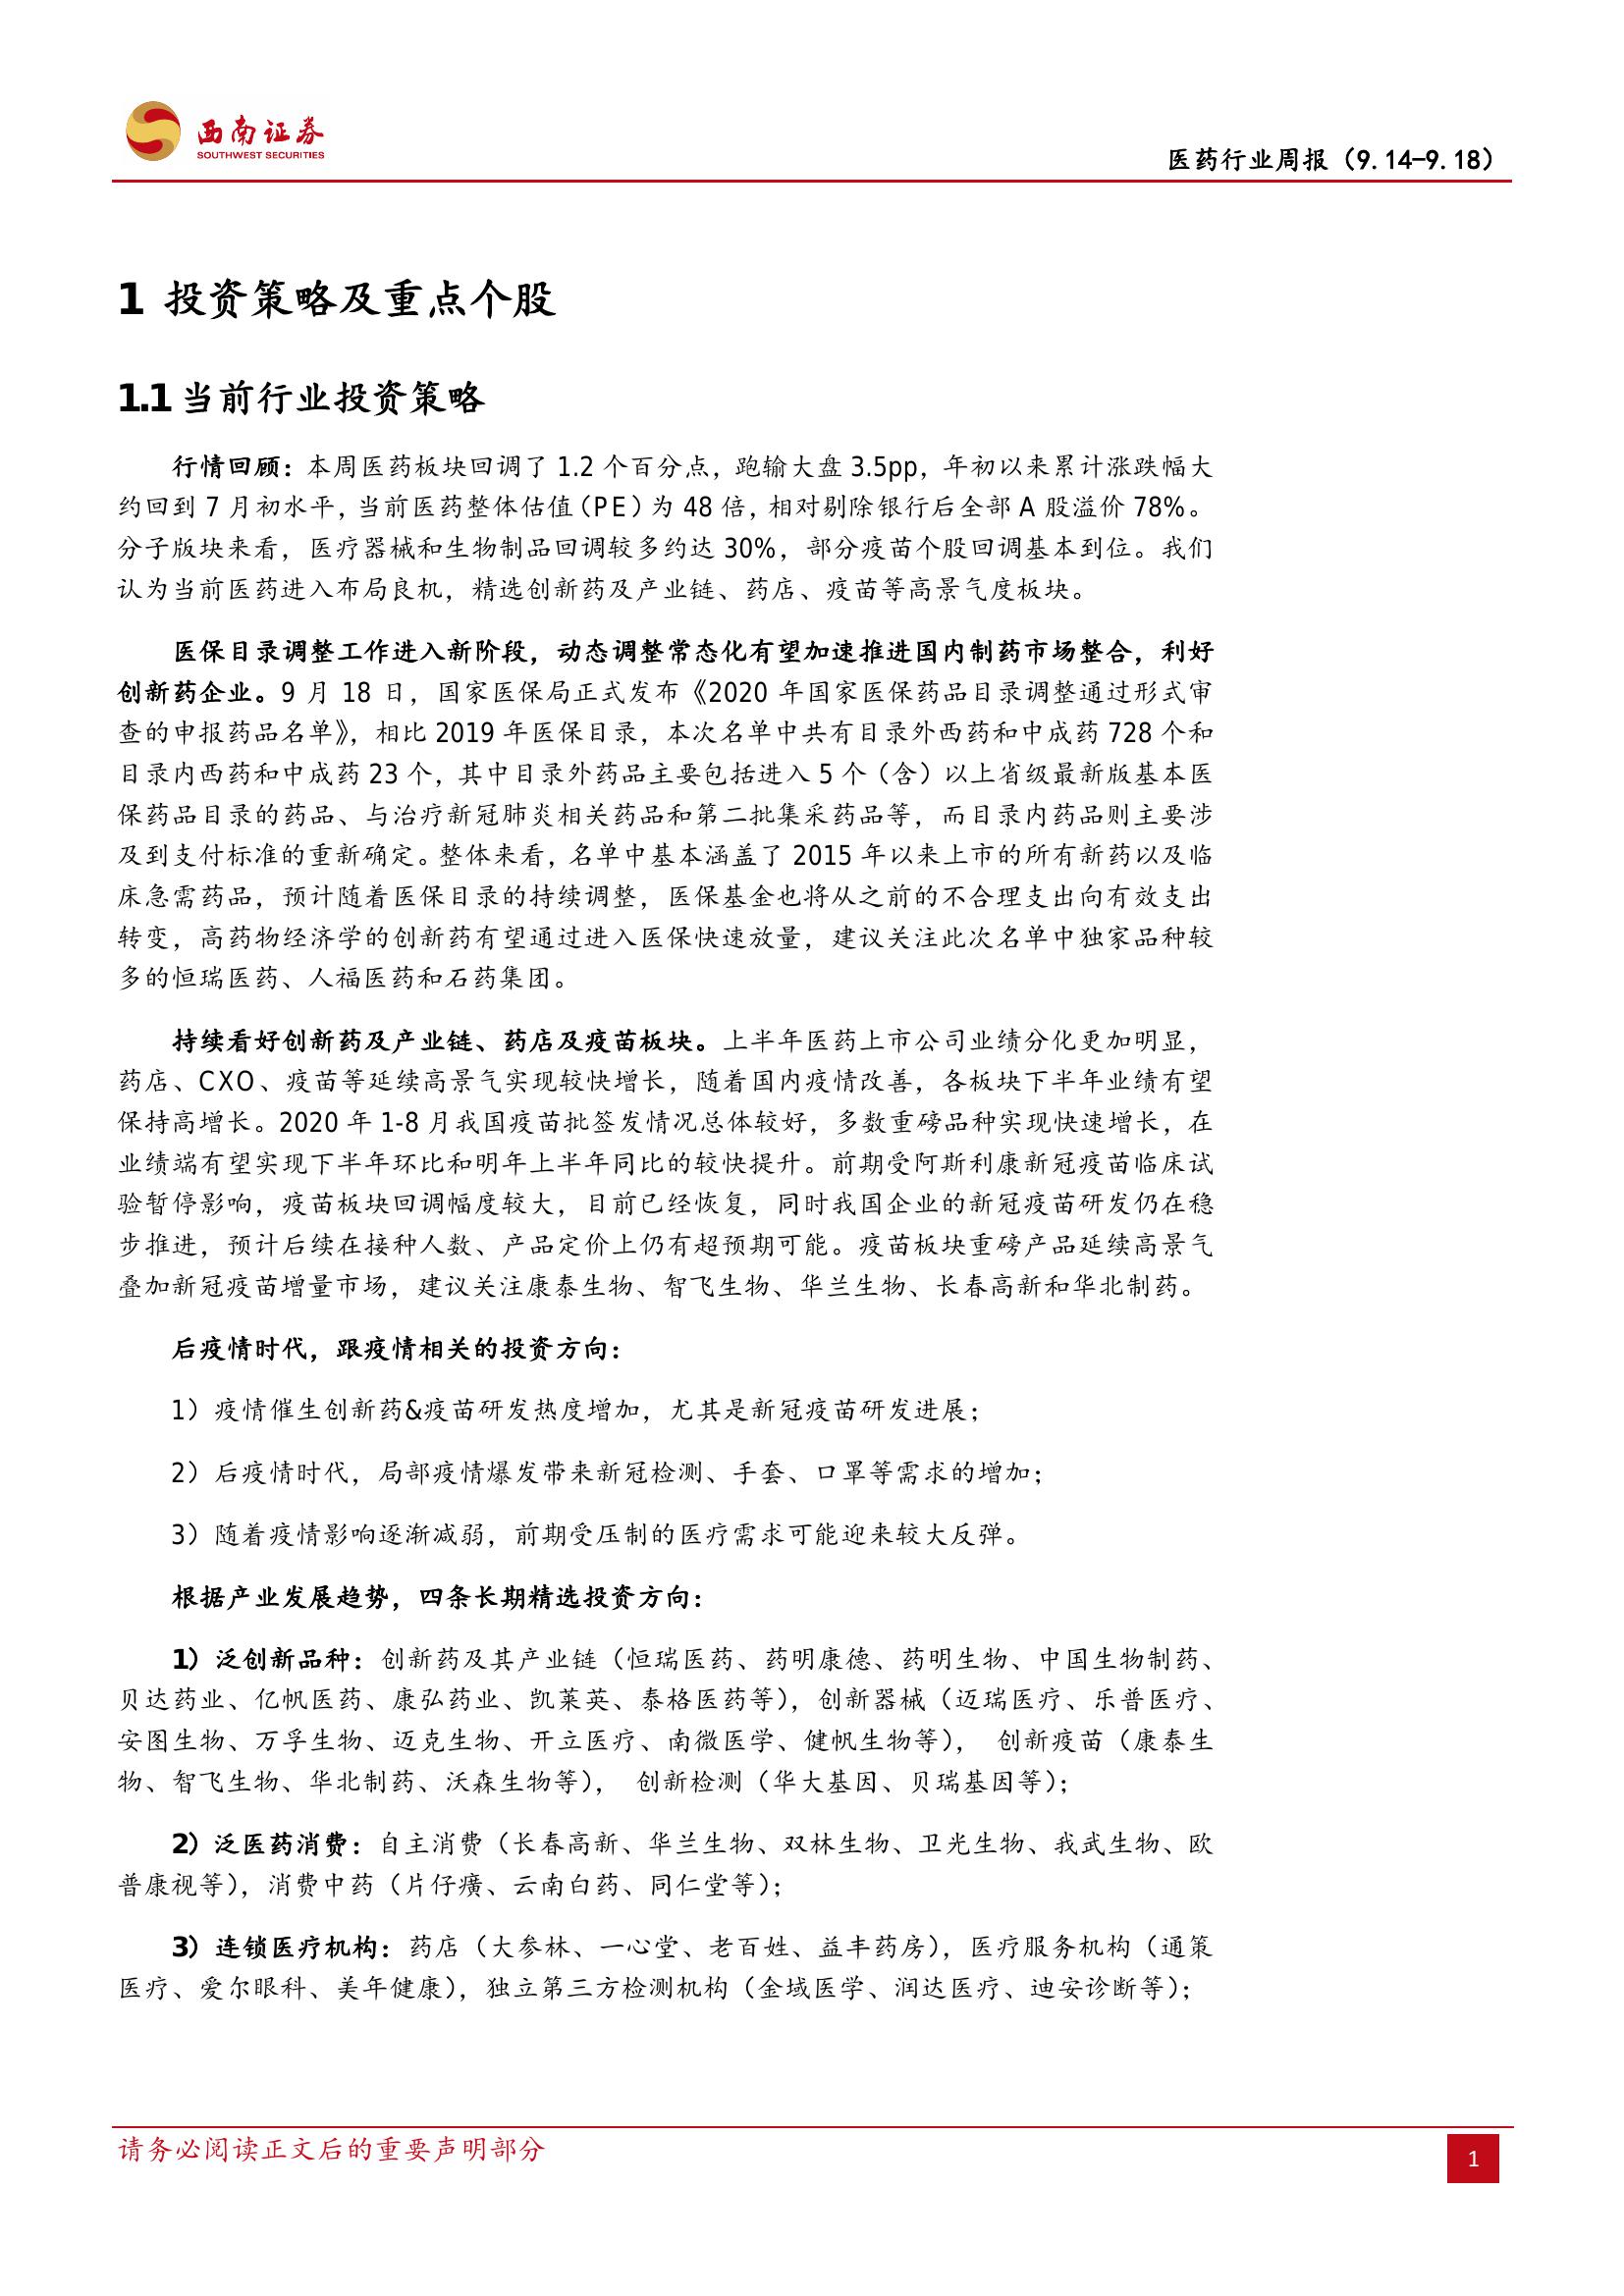 西南证券
SOUTHWEST SECURITIES
医药行业周报（9.14-9.18）
1 投资策略及重点个股
1.1 当前行业投资策略
行情回顾：本周医药板块回调了 1.2 个百分点，跑输大盘 3.5pp，年初以来累计涨跌幅大
约回到 7 月初水平，当前医药整体估值（PE）为 48 倍，相对剔除银行后全部 A 股溢价 78%。
分子版块来看，医疗器械和生物制品回调较多约达 30%，部分疫苗个股回调基本到位。我们
认为当前医药进入布局良机，精选创新药及产业链、药店、疫苗等高景气度板块。
医保目录调整工作进入新阶段，动态调整常态化有望加速推进国内制药市场整合，利好
创新药企业。9 月 18 日，国家医保局正式发布《2020 年国家医保药品目录调整通过形式审
查的申报药品名单》，相比 2019 年医保目录，本次名单中共有目录外西药和中成药 728 个和
目录内西药和中成药 23 个，其中目录外药品主要包括进入 5 个（含）以上省级最新版基本医
保药品目录的药品、与治疗新冠肺炎相关药品和第二批集采药品等，而目录内药品则主要涉
及到支付标准的重新确定。整体来看，名单中基本涵盖了 2015 年以来上市的所有新药以及临
床急需药品，预计随着医保目录的持续调整，医保基金也将从之前的不合理支出向有效支出
转变，高药物经济学的创新药有望通过进入医保快速放量，建议关注此次名单中独家品种较
多的恒瑞医药、人福医药和石药集团。
持续看好创新药及产业链、药店及疫苗板块。上半年医药上市公司业绩分化更加明显，
药店、CXO、疫苗等延续高景气实现较快增长，随着国内疫情改善，各板块下半年业绩有望
保持高增长。2020 年 1-8 月我国疫苗批签发情况总体较好，多数重磅品种实现快速增长，在
业绩端有望实现下半年环比和明年上半年同比的较快提升。前期受阿斯利康新冠疫苗临床试
验暂停影响，疫苗板块回调幅度较大，目前已经恢复，同时我国企业的新冠疫苗研发仍在稳
步推进，预计后续在接种人数、产品定价上仍有超预期可能。疫苗板块重磅产品延续高景气
叠加新冠疫苗增量市场，建议关注康泰生物、智飞生物、华兰生物、长春高新和华北制药。
后疫情时代，跟疫情相关的投资方向：
1）疫情催生创新药&疫苗研发热度增加，尤其是新冠疫苗研发进展；
2）后疫情时代，局部疫情爆发带来新冠检测、手套、口罩等需求的增加；
3）随着疫情影响逐渐减弱，前期受压制的医疗需求可能迎来较大反弹。
根据产业发展趋势，四条长期精选投资方向：
1）泛创新品种：创新药及其产业链（恒瑞医药、药明康德、药明生物、中国生物制药、
贝达药业、亿帆医药、康弘药业、凯莱英、泰格医药等），创新器械（迈瑞医疗、乐普医疗、
安图生物、万孚生物、迈克生物、开立医疗、南微医学、健帆生物等）， 创新疫苗（康泰生
物、智飞生物、华北制药、沃森生物等）， 创新检测（华大基因、贝瑞基因等）；
2）泛医药消费：自主消费（长春高新、华兰生物、双林生物、卫光生物、我武生物、欧
普康视等），消费中药（片仔癀、云南白药、同仁堂等）；
3）连锁医疗机构：药店（大参林、一心堂、老百姓、益丰药房），医疗服务机构（通策
医疗、爱尔眼科、美年健康），独立第三方检测机构（金域医学、润达医疗、迪安诊断等）；
请务必阅读正文后的重要声明部分
1